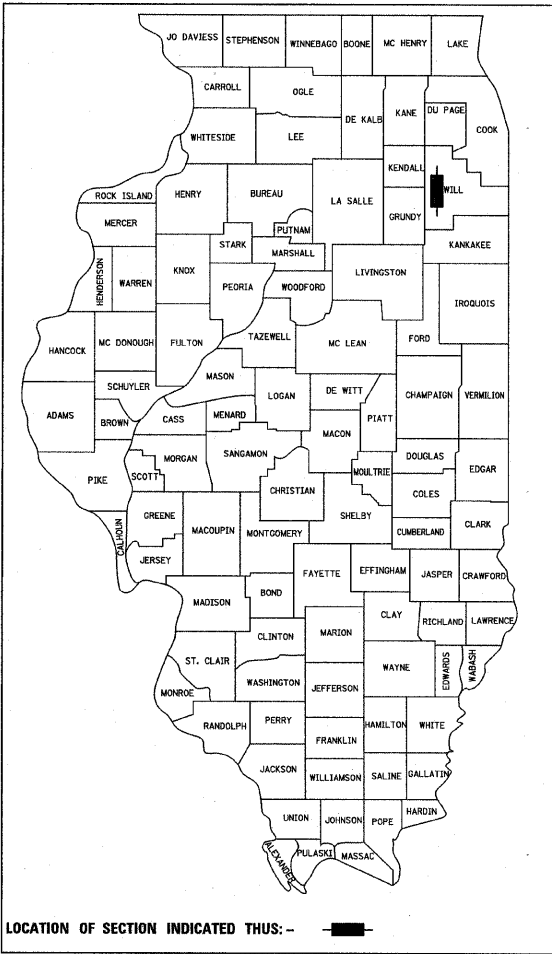 JO DAVIESS STEPHENSON WINNEBAGO BOONE MC HENRY LAKE
CARROLL OGLE DE KALB KANE DU PAGE COOK
WHITESIDE LEE
KENDALL
ROCK ISLAND HENRY BUREAU LA SALLE GRUNDY WILL
MERCER PUTNAM
STARK MARSHALL KANKAKEE
HENDERSON WARREN KNOX PEORIA WOODFORD LIVINGSTON IROQUOIS
HANCOCK MC DONOUGH FULTON TAZEWELL MC LEAN FORD
SCHUYLER MASON LOGAN DE WITT CHAMPAIGN VERMILION
ADAMS BROWN CASS MENARD MACON PIATT
PIKE SCOTT MORGAN SANGAMON CHRISTIAN MOULTRIE DOUGLAS EDGAR
COLES
CALHOUN GREENE MACOUPIN MONTGOMERY SHELBY CUMBERLAND CLARK
JERSEY
FAYETTE EFFINGHAM JASPER CRAWFORD
MADISON BOND
CLAY RICHLAND LAWRENCE
CLINTON MARION
ST. CLAIR WAYNE EDWARDS WABASH
WASHINGTON JEFFERSON
MONROE
RANDOLPH PERRY HAMILTON WHITE
FRANKLIN
JACKSON WILLIAMSON SALINE GALLATIN
UNION JOHNSON POPE HARDIN
ALEXANDER PULASKI MASSAC
LOCATION OF SECTION INDICATED THUS: -